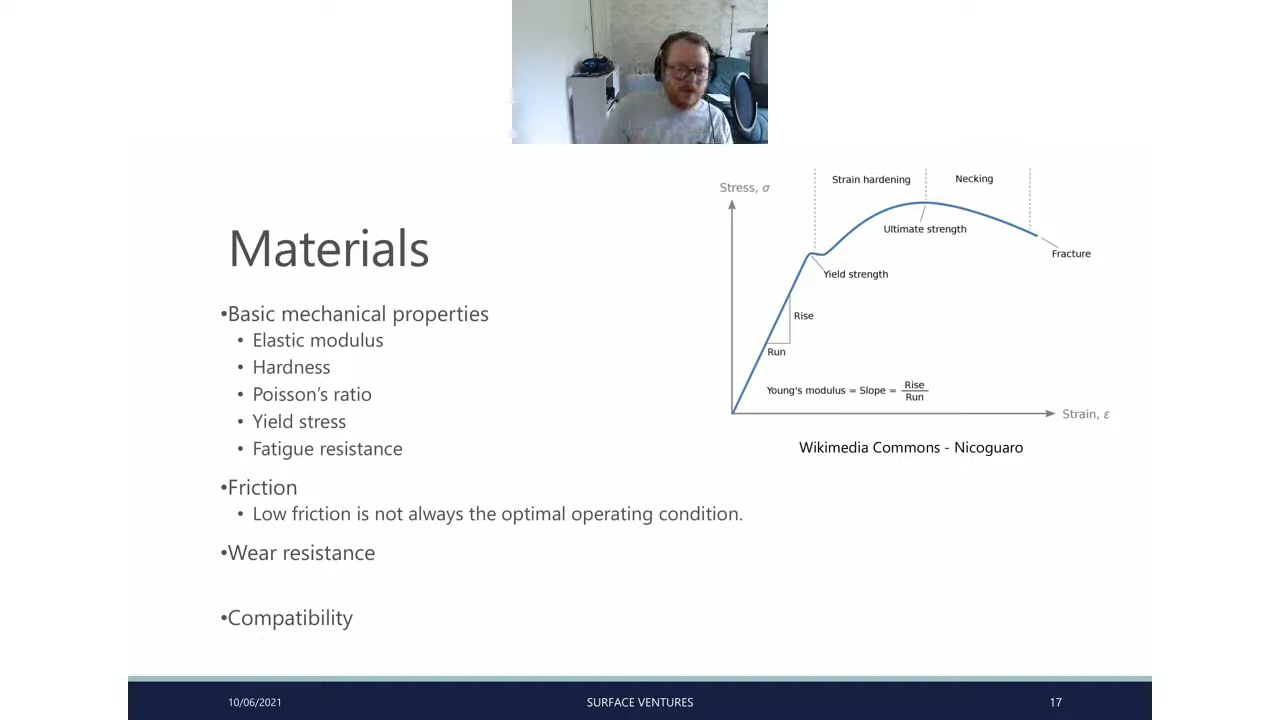 Materials
•Basic mechanical properties
• Elastic modulus
• Hardness
• Poisson’s ratio
• Yield stress
• Fatigue resistance
•Friction
• Low friction is not always the optimal operating condition.
•Wear resistance
•Compatibility
Stress, σ
Strain hardening
Necking
Ultimate strength
Fracture
Yield strength
Rise
Run
Young's modulus = Slope = Rise
Run
Strain, ε
Wikimedia Commons - Nicoguaro
10/06/2021
SURFACE VENTURES
17